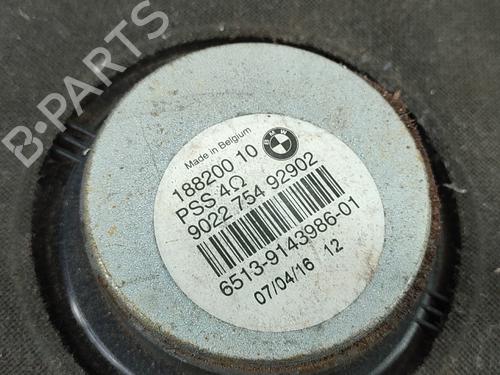 B-PARTS
BMW
Made in Belgium
188200 10
PSS 4Ω
9022 754 92902
6513-9143986-01
07/04/16 12